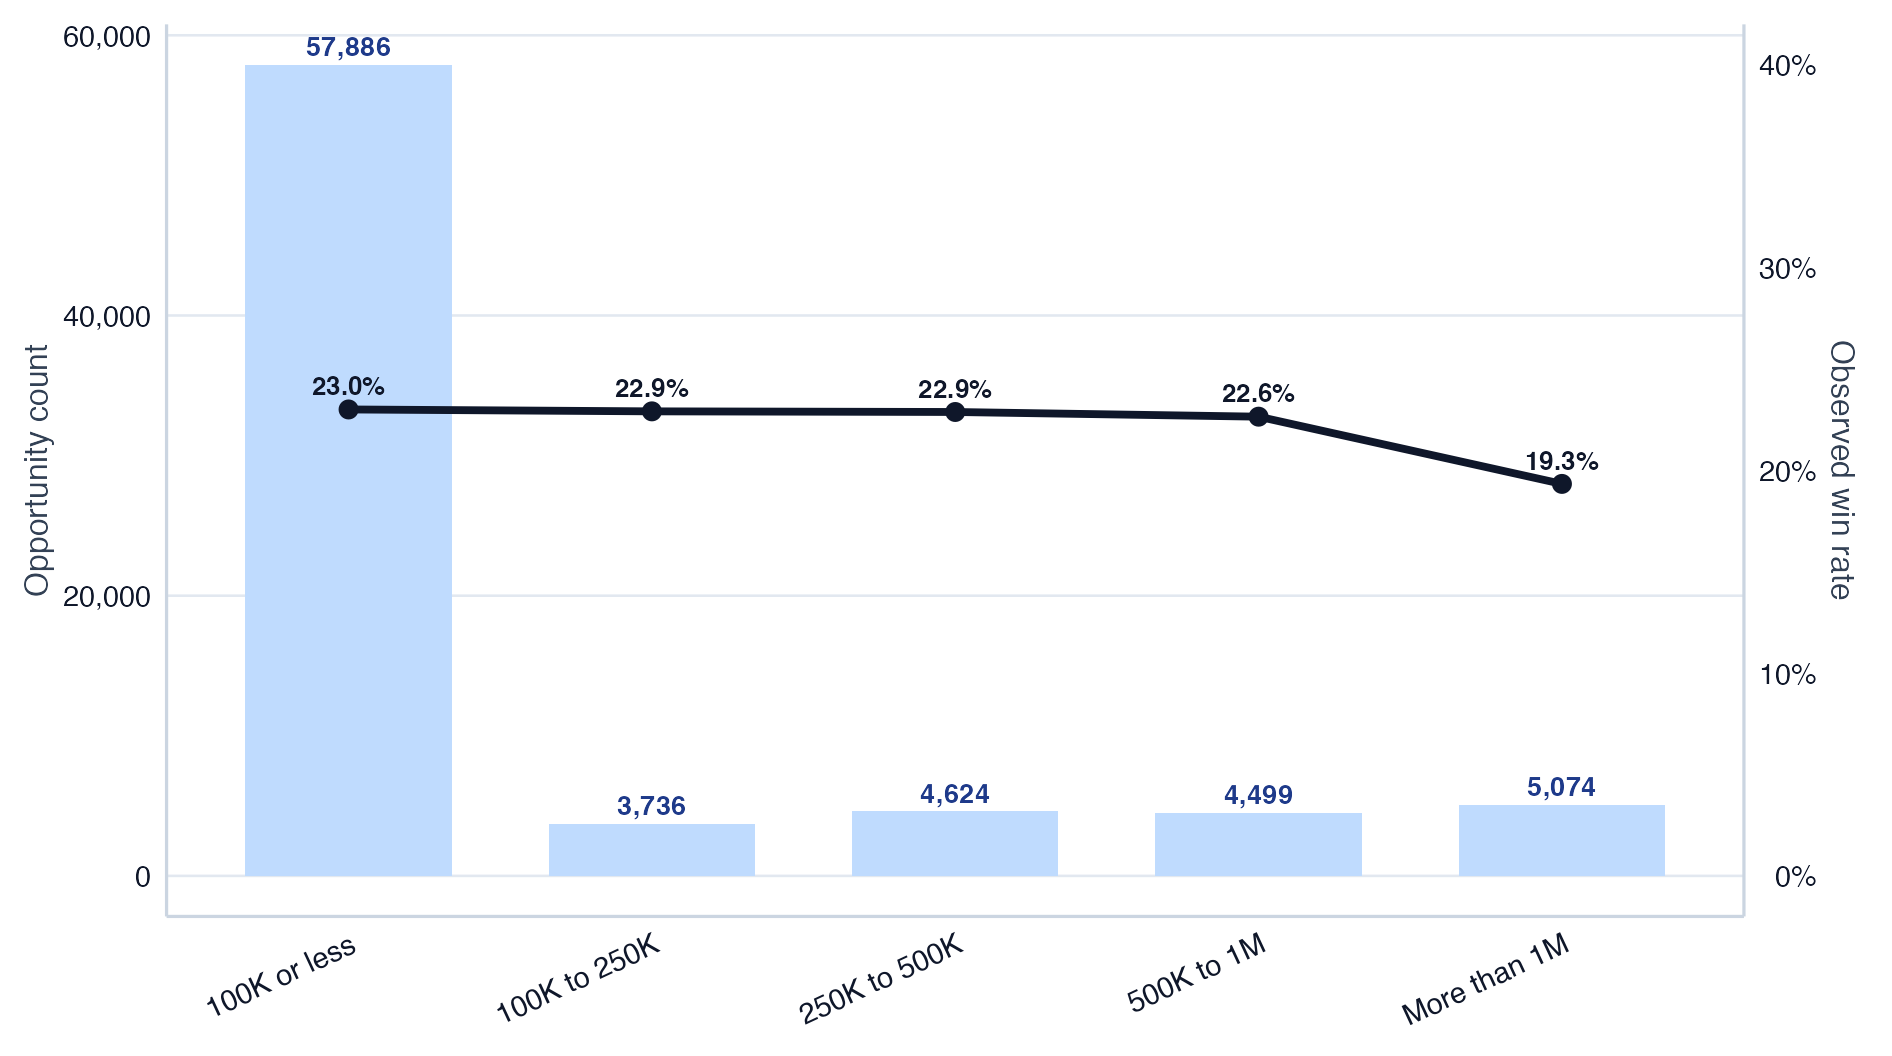 60,000
40,000
20,000
0
Opportunity count
57,886
3,736
4,624
4,499
5,074
23.0%
22.9%
22.9%
22.6%
19.3%
40%
30%
20%
10%
0%
Observed win rate
100K or less
100K to 250K
250K to 500K
500K to 1M
More than 1M